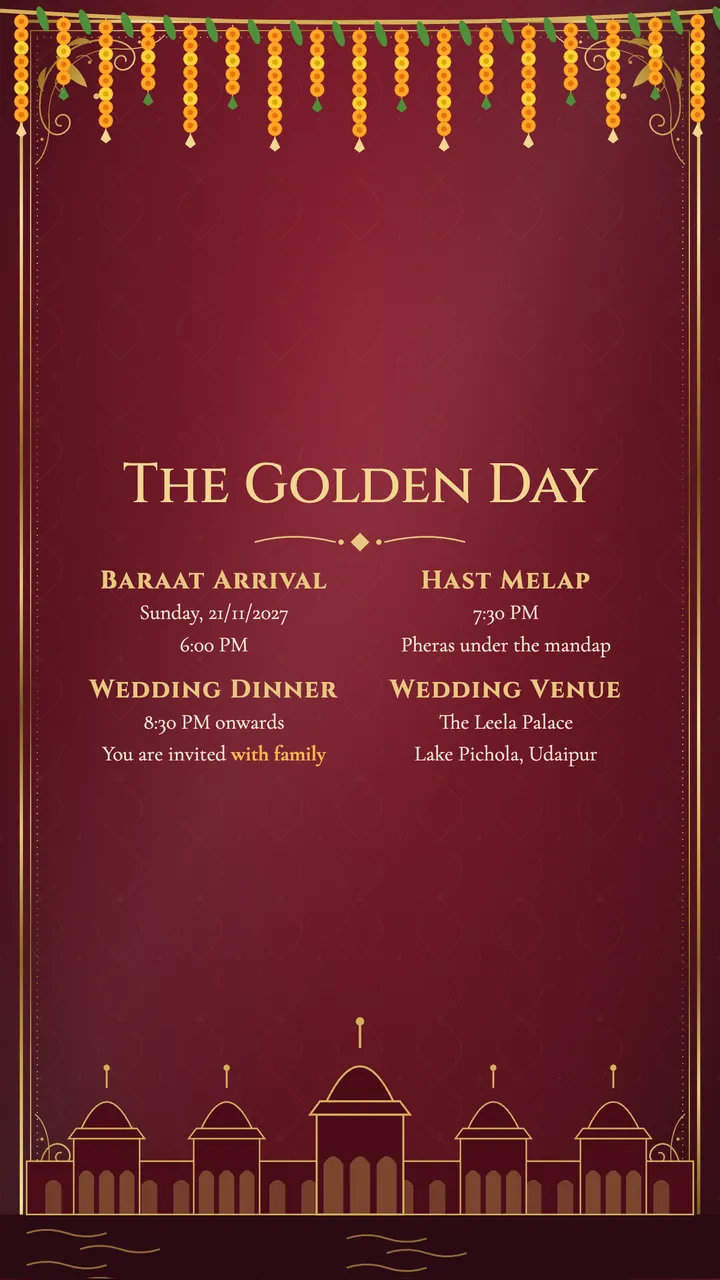 The Golden Day
Baraat Arrival
Sunday, 21/11/2027
6:00 PM
Hast Melap
7:30 PM
Pheras under the mandap
Wedding Dinner
8:30 PM onwards
You are invited with family
Wedding Venue
The Leela Palace
Lake Pichola, Udaipur